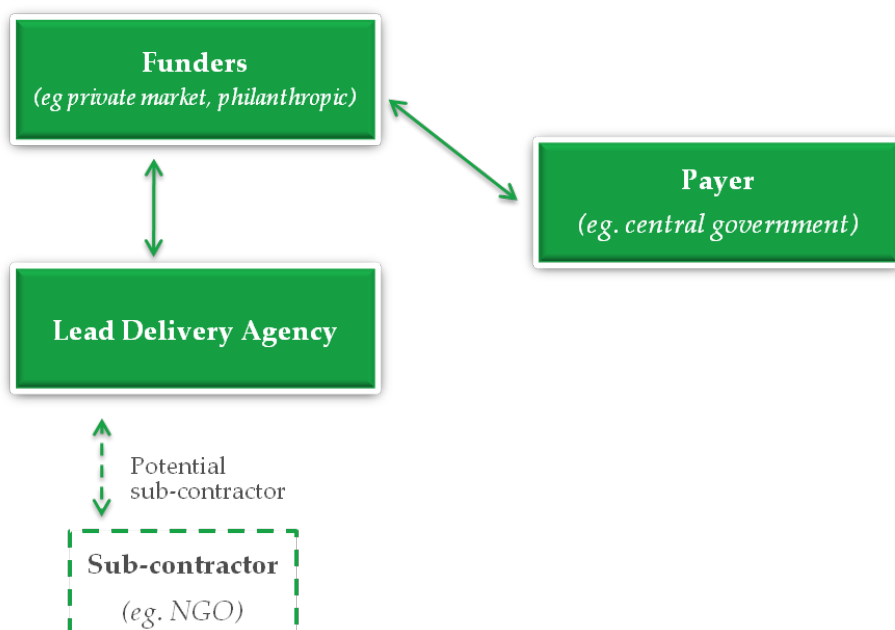 Funders
(eg private market, philanthropic)
Payer
(eg. central government)
Lead Delivery Agency
Potential
sub-contractor
Sub-contractor
(eg. NGO)